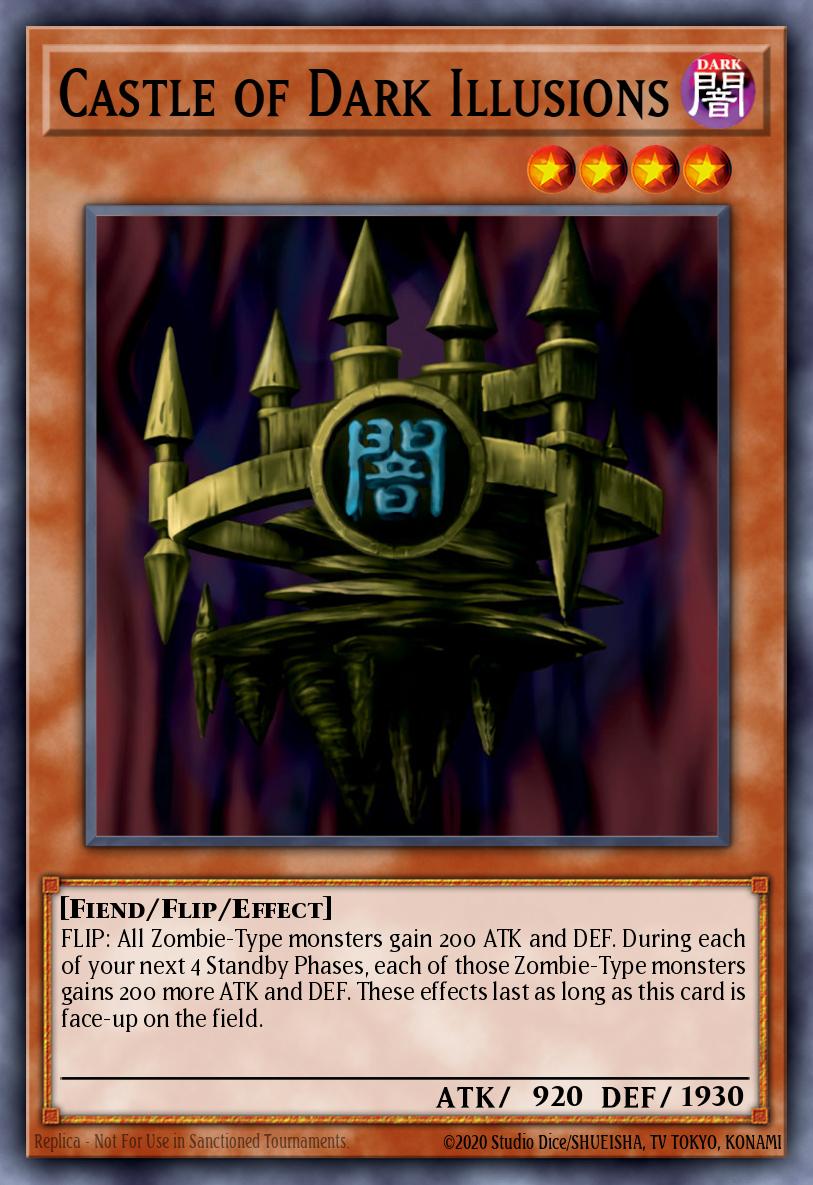 Castle of Dark Illusions
DARK
闇
闇
[Fiend/Flip/Effect]
FLIP: All Zombie-Type monsters gain 200 ATK and DEF. During each
of your next 4 Standby Phases, each of those Zombie-Type monsters
gains 200 more ATK and DEF. These effects last as long as this card is
face-up on the field.
ATK/ 920 DEF/ 1930
Replica - Not For Use in Sanctioned Tournaments.
©2020 Studio Dice/SHUEISHA, TV TOKYO, KONAMI